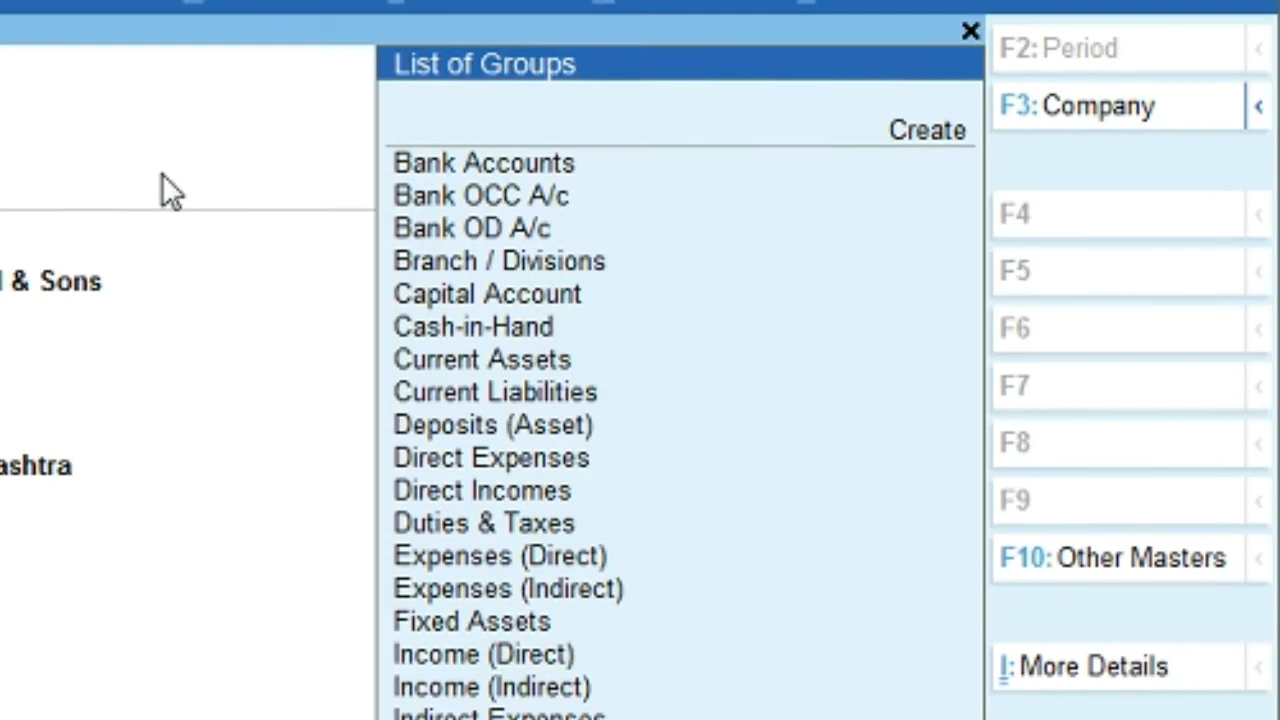 & Sons
ashtra
List of Groups
Create
Bank Accounts
Bank OCC A/c
Bank OD A/c
Branch / Divisions
Capital Account
Cash-in-Hand
Current Assets
Current Liabilities
Deposits (Asset)
Direct Expenses
Direct Incomes
Duties & Taxes
Expenses (Direct)
Expenses (Indirect)
Fixed Assets
Income (Direct)
Income (Indirect)
Indirect Expenses
F2: Period
F3: Company
F4
F5
F6
F7
F8
F9
F10: Other Masters
I: More Details